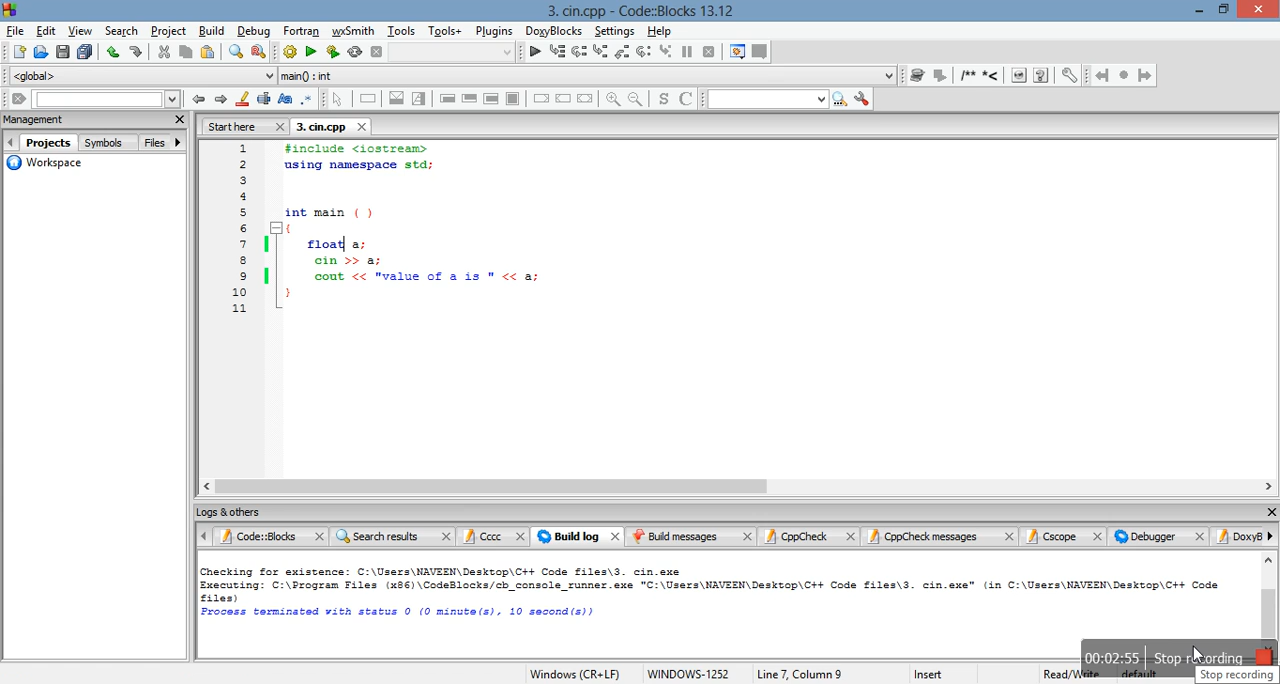 3. cin.cpp - Code::Blocks 13.12
File Edit View Search Project Build Debug Fortran wxSmith Tools Tools+ Plugins DoxyBlocks Settings Help
<global> main() : int /** *<
S C
Management
Projects Symbols Files
Workspace
Start here 3. cin.cpp
1 #include <iostream>
2 using namespace std;
3
4
5 int main ( )
6 {
7 float a;
8 cin >> a;
9 cout << "value of a is " << a;
10 }
11
Logs & others
Code::Blocks Search results Cccc Build log Build messages CppCheck CppCheck messages Cscope Debugger DoxyB
Checking for existence: C:\Users\NAVEEN\Desktop\C++ Code files\3. cin.exe
Executing: C:\Program Files (x86)\CodeBlocks/cb_console_runner.exe "C:\Users\NAVEEN\Desktop\C++ Code files\3. cin.exe" (in C:\Users\NAVEEN\Desktop\C++ Code
files)
Process terminated with status 0 (0 minute(s), 10 second(s))
00:02:55 Stop recording
Windows (CR+LF) WINDOWS-1252 Line 7, Column 9 Insert Read/Write default
Stop recording